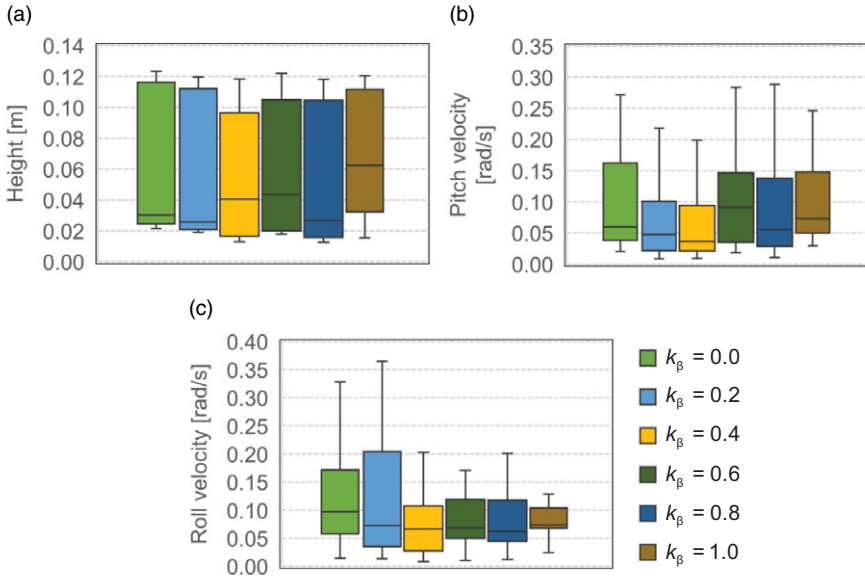 (a)
0.14
0.12
0.10
0.08
0.06
0.04
0.02
0.00
Height [m]
(b)
0.35
0.30
0.25
0.20
0.15
0.10
0.05
0.00
Pitch velocity
[rad/s]
(c)
0.40
0.35
0.30
0.25
0.20
0.15
0.10
0.05
0.00
Roll velocity [rad/s]
kβ = 0.0
kβ = 0.2
kβ = 0.4
kβ = 0.6
kβ = 0.8
kβ = 1.0